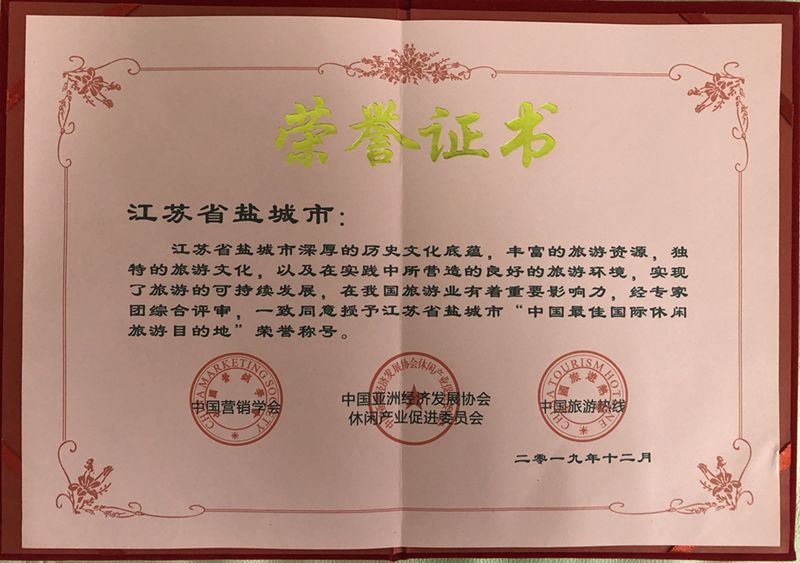 荣誉证书
江苏省盐城市：
江苏省盐城市深厚的历史文化底蕴，丰富的旅游资源，独
特的旅游文化，以及在实践中所营造的良好的旅游环境，实现
了旅游的可持续发展，在我国旅游业有着重要影响力，经专家
团综合评审，一致同意授予江苏省盐城市“中国最佳国际休闲
旅游目的地”荣誉称号。
CHINA MARKETING SOCIETY
中国营销学会
中国亚洲经济发展协会
休闲产业促进委员会
CHINA TOURISM HOTLINE
中国旅游热线
二零一九年十二月